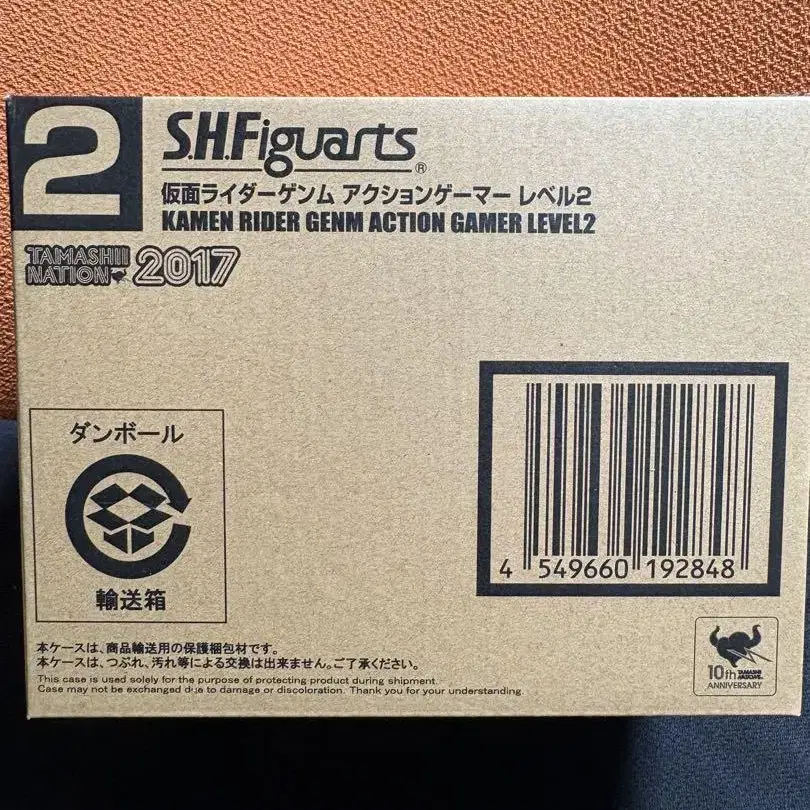 2
S.H.Figuarts®
仮面ライダーゲンム アクションゲーマー レベル2
KAMEN RIDER GENM ACTION GAMER LEVEL2
TAMASHII NATION 2017
ダンボール
輸送箱
4 549660 192848
本ケースは、商品輸送用の保護梱包材です。
本ケースは、つぶれ、汚れ等による交換は出来ません。ご了承ください。
This case is used solely for the purpose of protecting product during shipment.
Case may not be exchanged due to damage or discoloration. Thank you for your understanding.
10th TAMASHII NATIONS
ANNIVERSARY